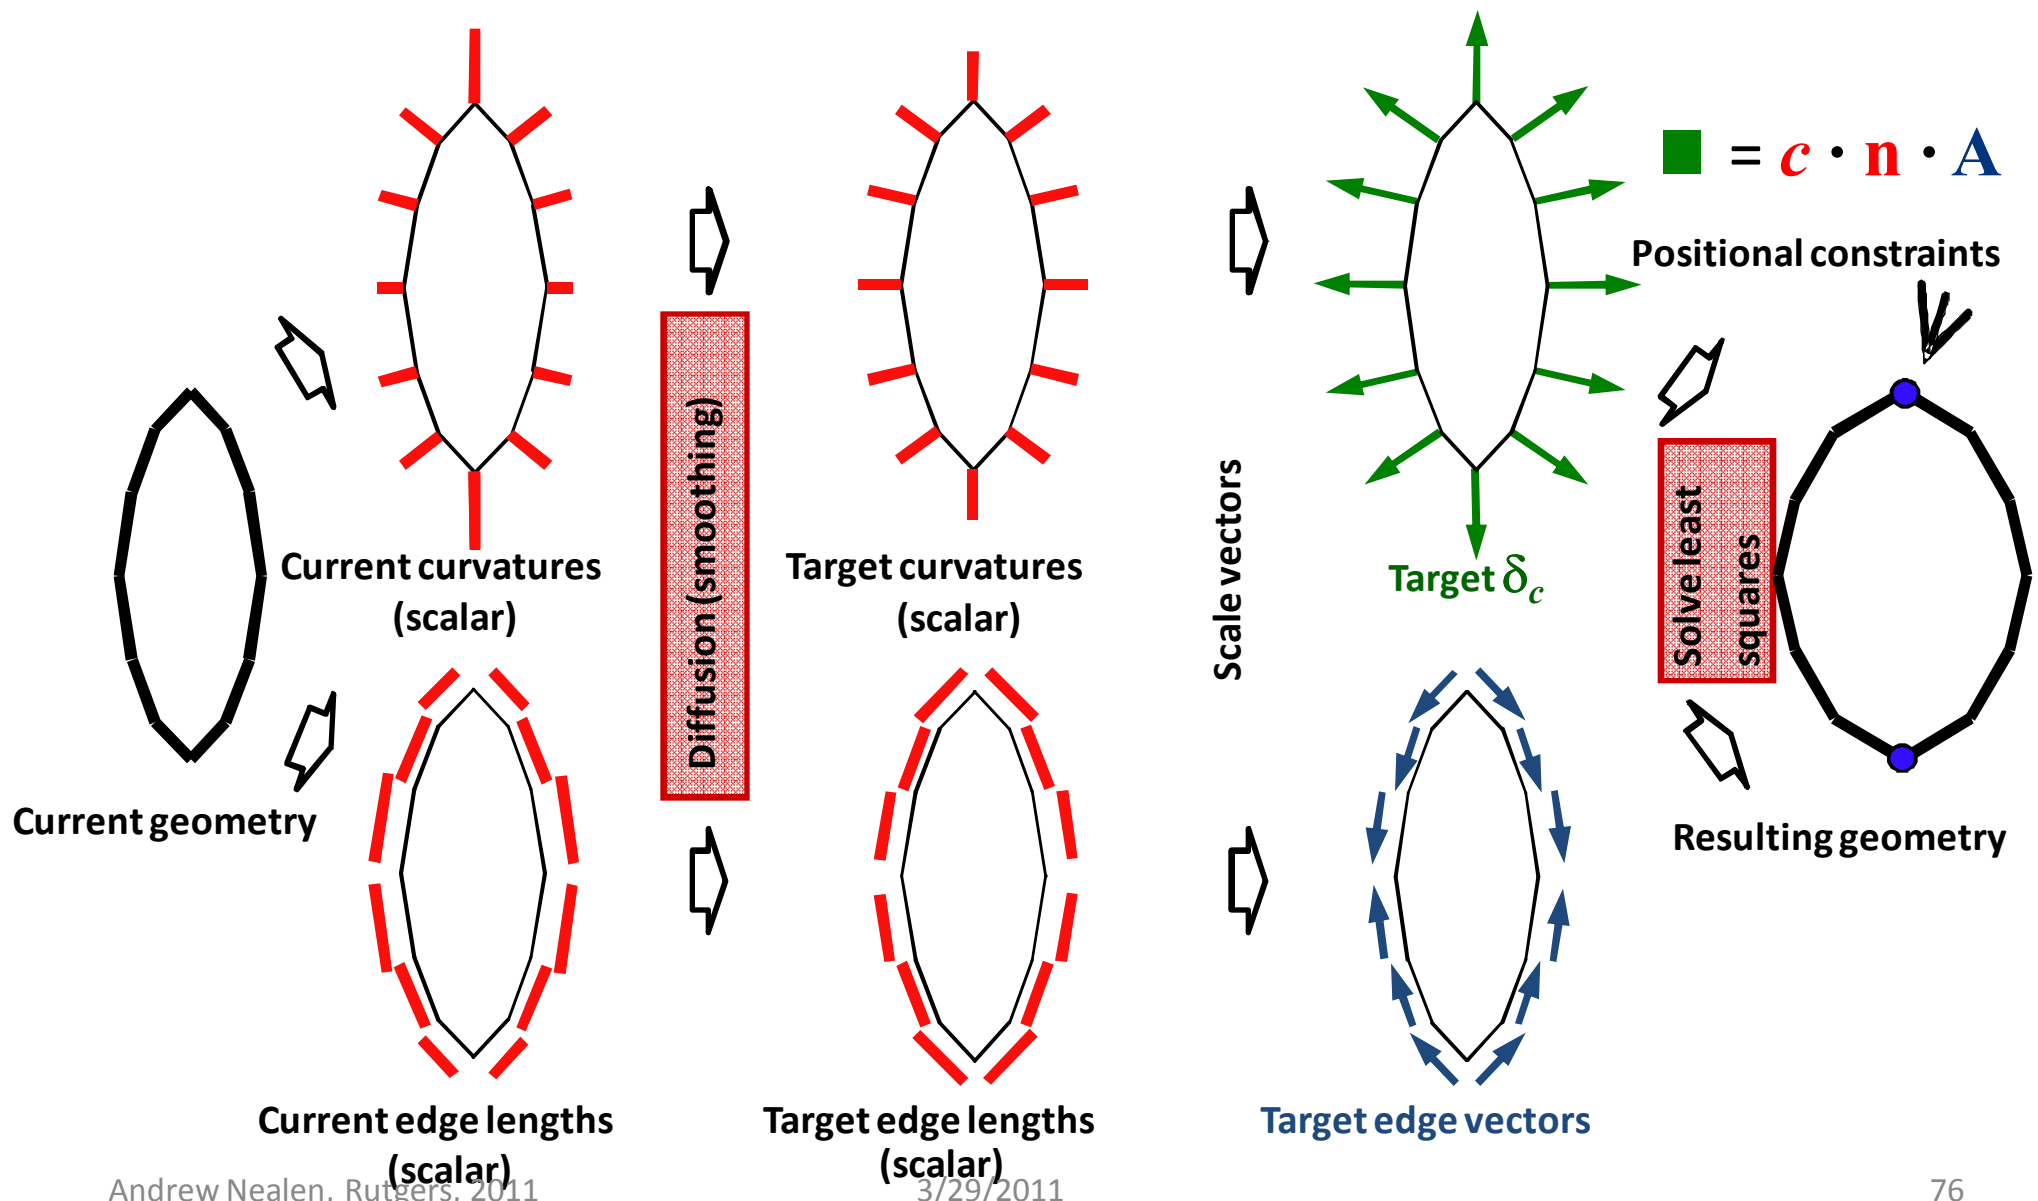 ■ = c · n · A
Positional constraints
Current curvatures
(scalar)
Diffusion (smoothing)
Target curvatures
(scalar)
Scale vectors
Target δc
Solve least
squares
Current geometry
Resulting geometry
Current edge lengths
(scalar)
Target edge lengths
(scalar)
Target edge vectors
Andrew Nealen, Rutgers, 2011
3/29/2011
76